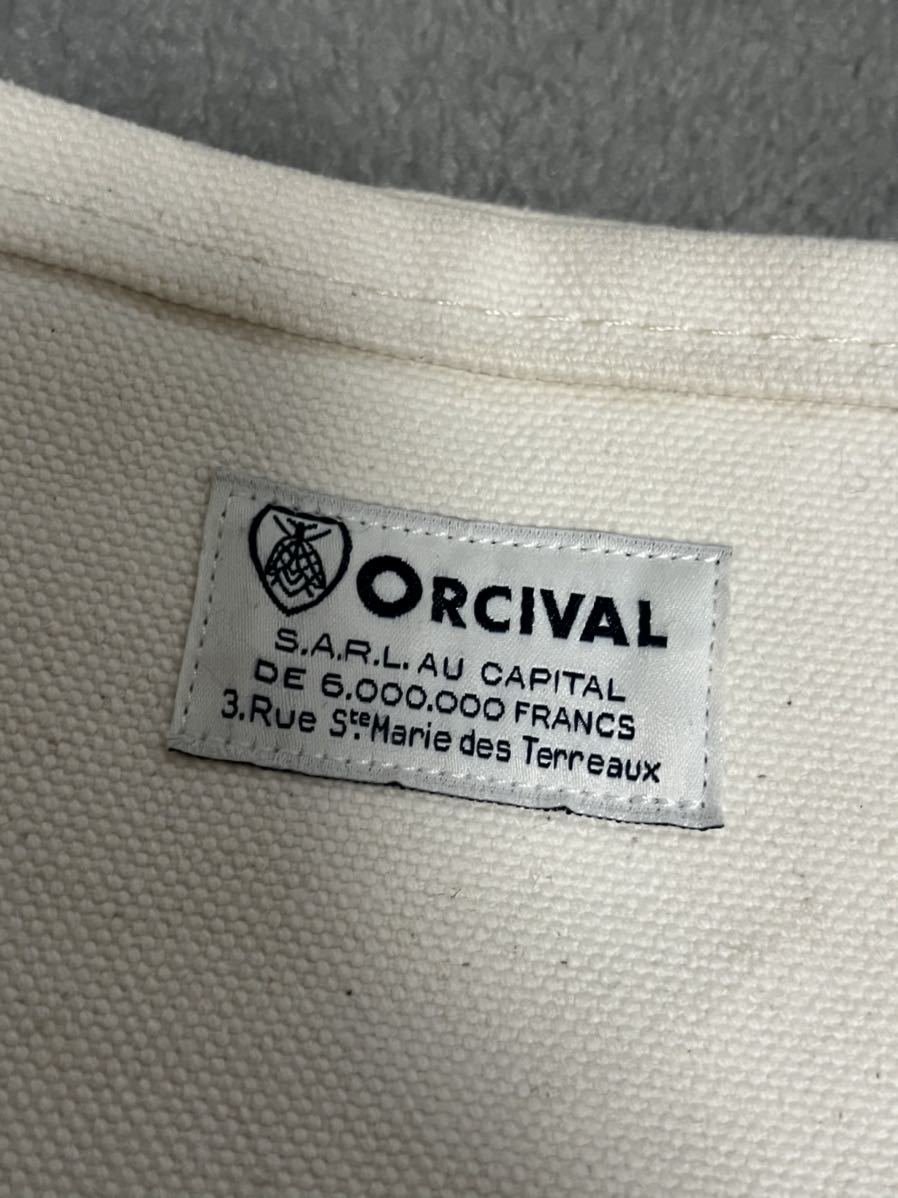 ORCIVAL
S.A.R.L. AU CAPITAL
DE 6.000.000 FRANCS
3.Rue Ste.Marie des Terreaux